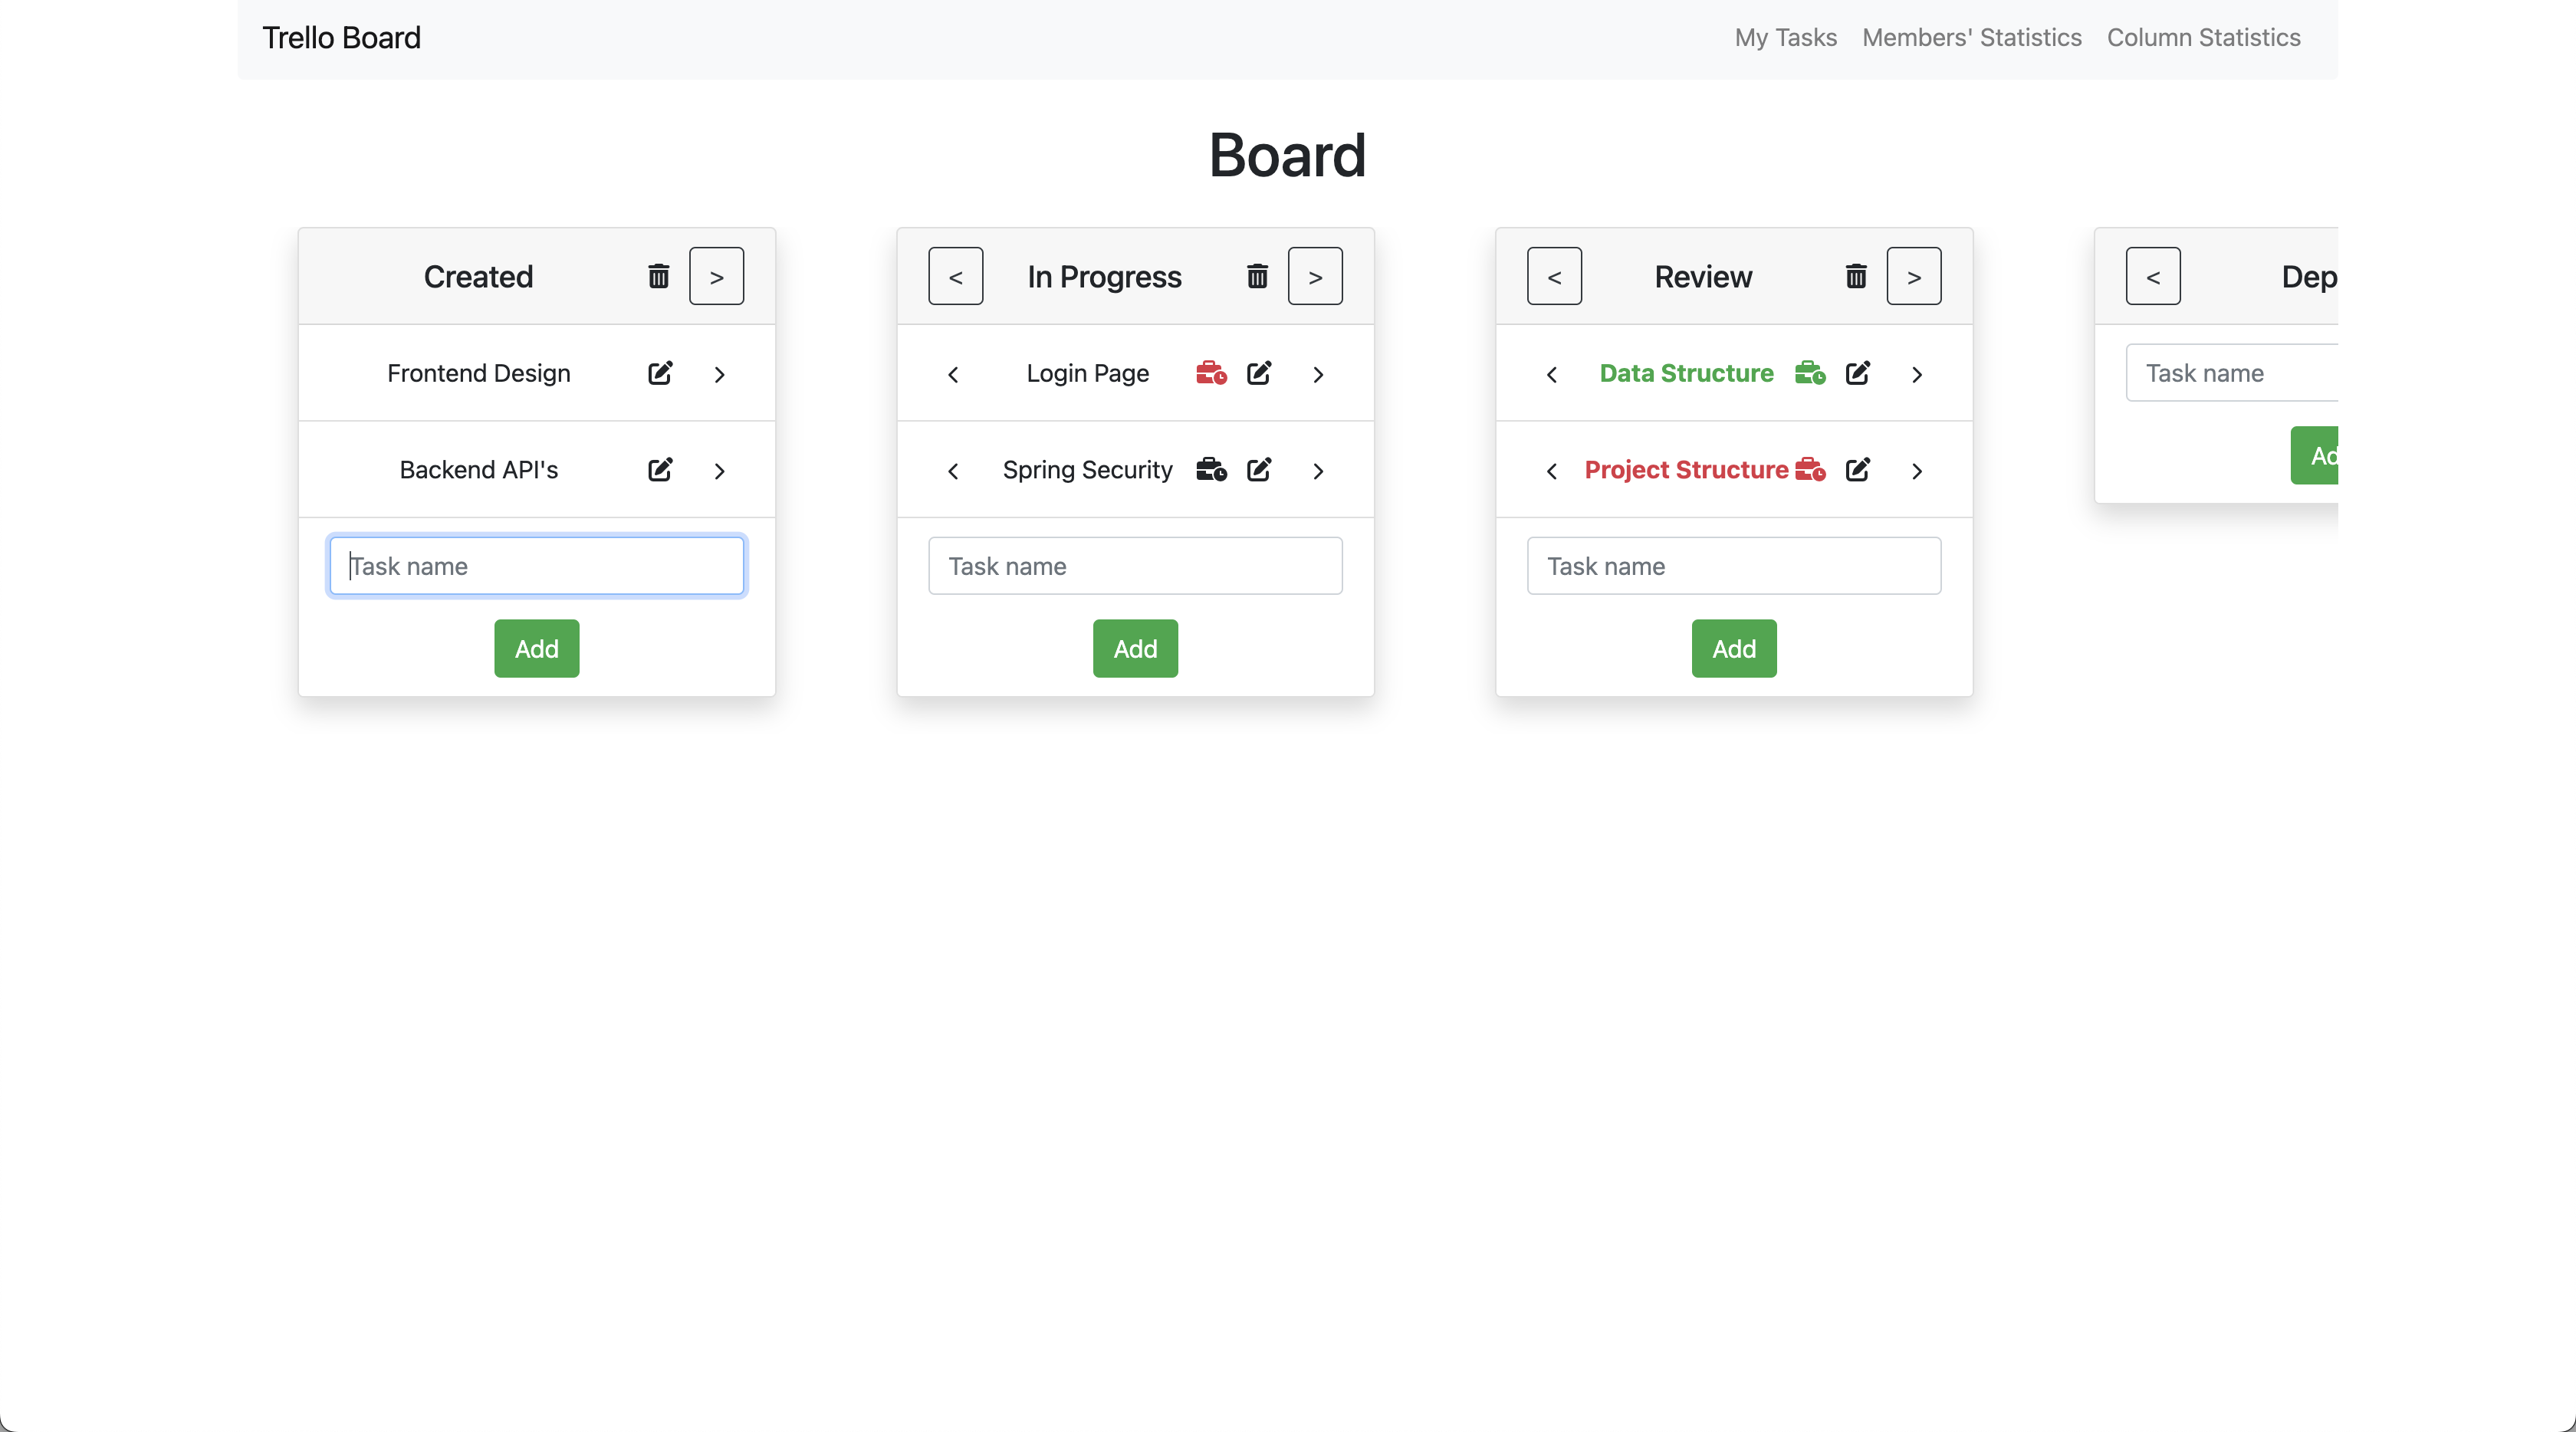 Trello Board
My Tasks Members' Statistics Column Statistics
Board
Created >
Frontend Design
Backend API's
Task name
Add
< In Progress >
Login Page
Spring Security
Task name
Add
< Review >
Data Structure
Project Structure
Task name
Add
< Dep
Task name
Ad